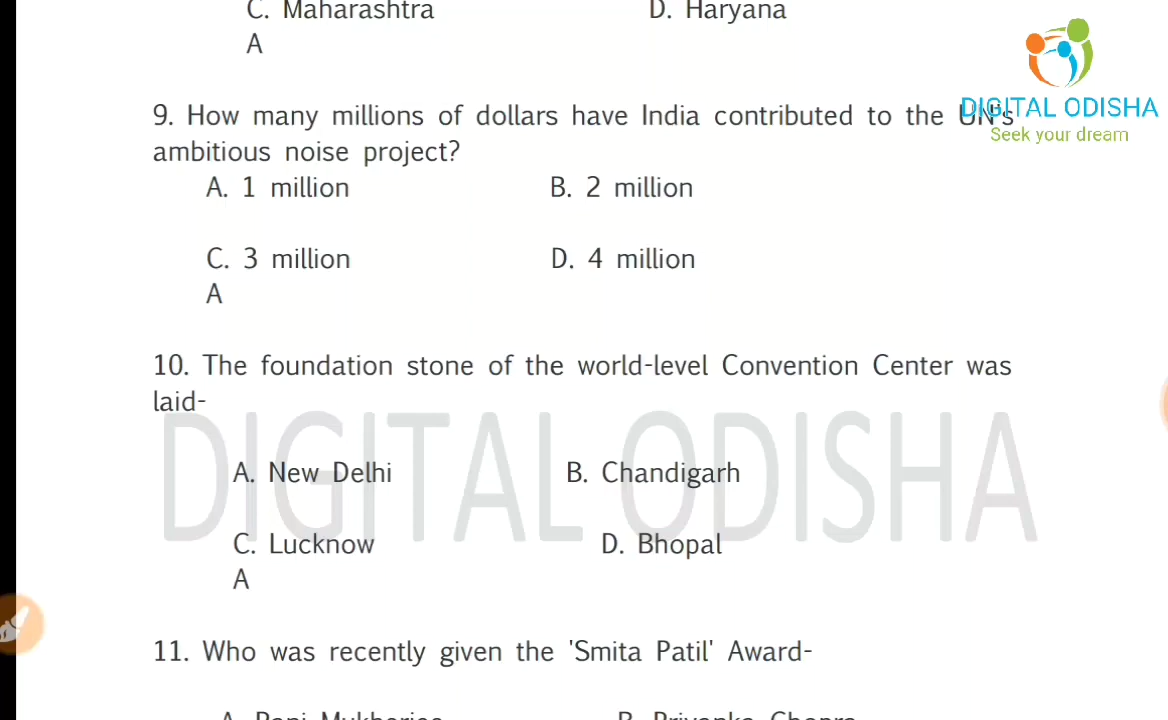 C. Maharashtra D. Haryana
A
DIGITAL ODISHA
Seek your dream
9. How many millions of dollars have India contributed to the UN's
ambitious noise project?
A. 1 million B. 2 million
C. 3 million D. 4 million
A
10. The foundation stone of the world-level Convention Center was
laid-
DIGITAL ODISHA
A. New Delhi B. Chandigarh
C. Lucknow D. Bhopal
A
11. Who was recently given the 'Smita Patil' Award-
A. Rani Mukherjee B. Priyanka Chopra